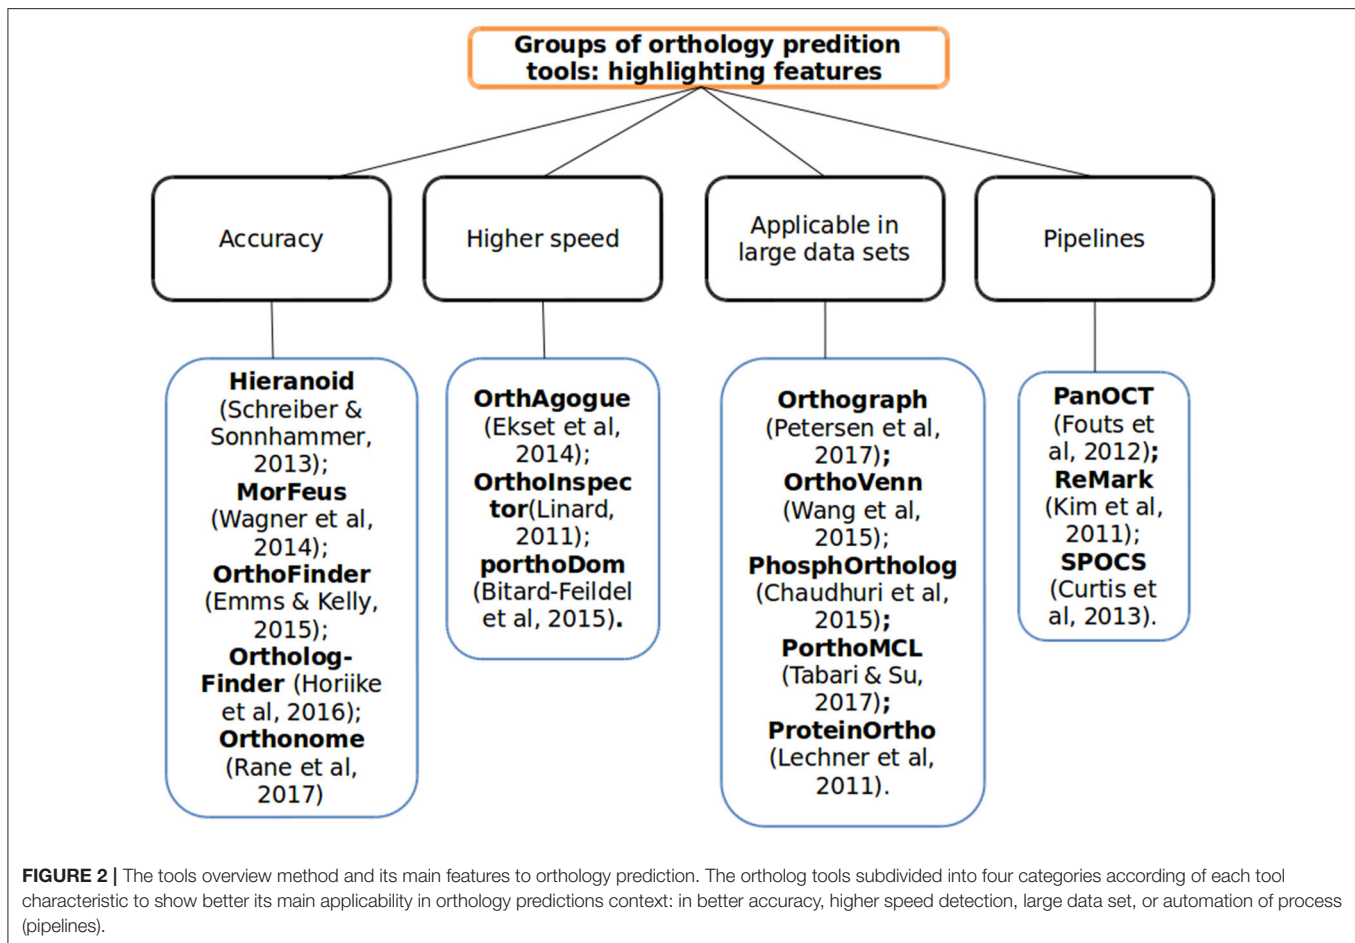 Groups of orthology predition
tools: highlighting features
Accuracy
Higher speed
Applicable in
large data sets
Pipelines
Hieranoid
(Schreiber &
Sonnhammer,
2013);
MorFeus
(Wagner et al,
2014);
OrthoFinder
(Emms & Kelly,
2015);
Ortholog-
Finder (Horiike
et al, 2016);
Orthonome
(Rane et al,
2017)
OrthAgogue
(Ekset et al,
2014);
OrthoInspec
tor(Linard,
2011);
porthoDom
(Bitard-Feildel
et al, 2015).
Orthograph
(Petersen et al,
2017);
OrthoVenn
(Wang et al,
2015);
PhosphOrtholog
(Chaudhuri et al,
2015);
PorthoMCL
(Tabari & Su,
2017);
ProteinOrtho
(Lechner et al,
2011).
PanOCT
(Fouts et
al, 2012);
ReMark
(Kim et al,
2011);
SPOCS
(Curtis et
al, 2013).
FIGURE 2 | The tools overview method and its main features to orthology prediction. The ortholog tools subdivided into four categories according of each tool
characteristic to show better its main applicability in orthology predictions context: in better accuracy, higher speed detection, large data set, or automation of process
(pipelines).